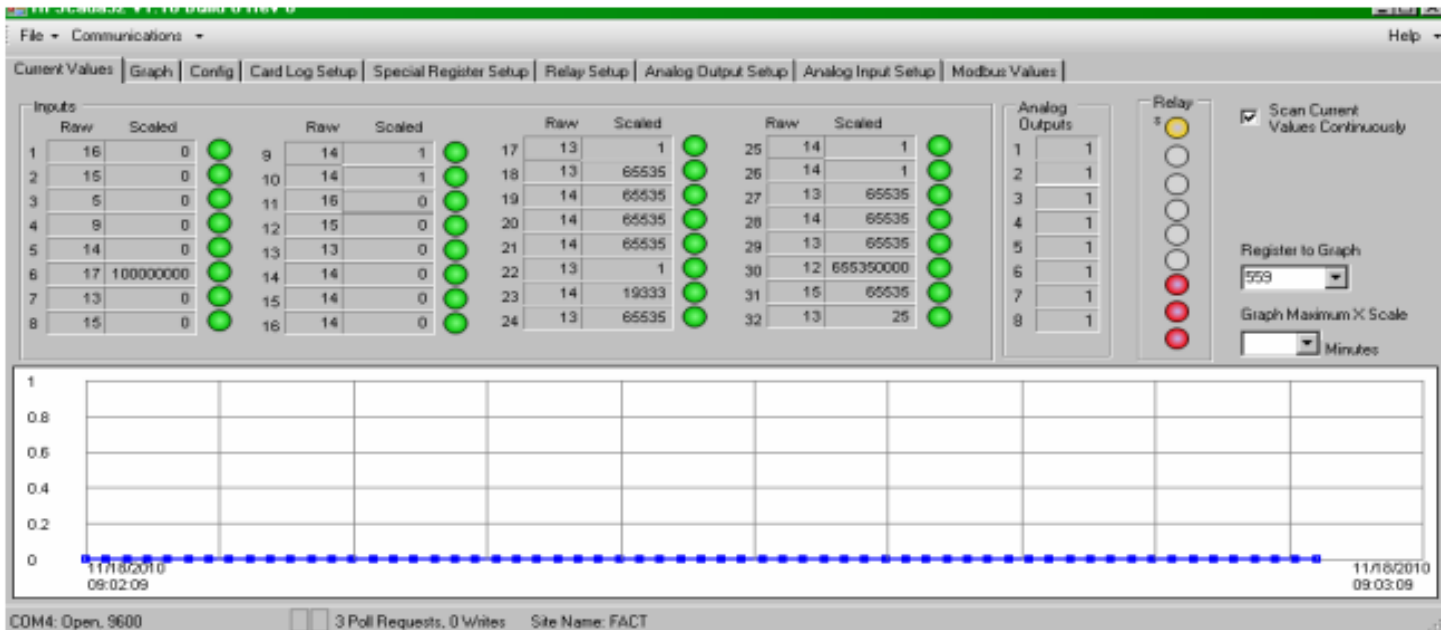 File Communications Help
Current Values Graph Config Card Log Setup Special Register Setup Relay Setup Analog Output Setup Analog Input Setup Modbus Values
Inputs
Raw Scaled Raw Scaled Raw Scaled Raw Scaled
1 16 0 9 14 1 17 13 1 25 14 1
2 15 0 10 14 1 18 13 65535 26 14 1
3 5 0 11 16 0 19 14 65535 27 13 65535
4 9 0 12 15 0 20 14 65535 28 14 65535
5 14 0 13 13 0 21 14 65535 29 13 65535
6 17 100000000 14 14 0 22 13 1 30 12 655350000
7 13 0 15 14 0 23 14 19333 31 15 65535
8 15 0 16 14 0 24 13 65535 32 13 25
Analog
Outputs
1 1
2 1
3 1
4 1
5 1
6 1
7 1
8 1
Relay
Scan Current
Values Continuously
Register to Graph
559
Graph Maximum X Scale
Minutes
1
0.8
0.6
0.4
0.2
0
11/18/2010
09:02:09
11/18/2010
09:03:09
COM4: Open, 9600 3 Poll Requests, 0 Writes Site Name: FACT